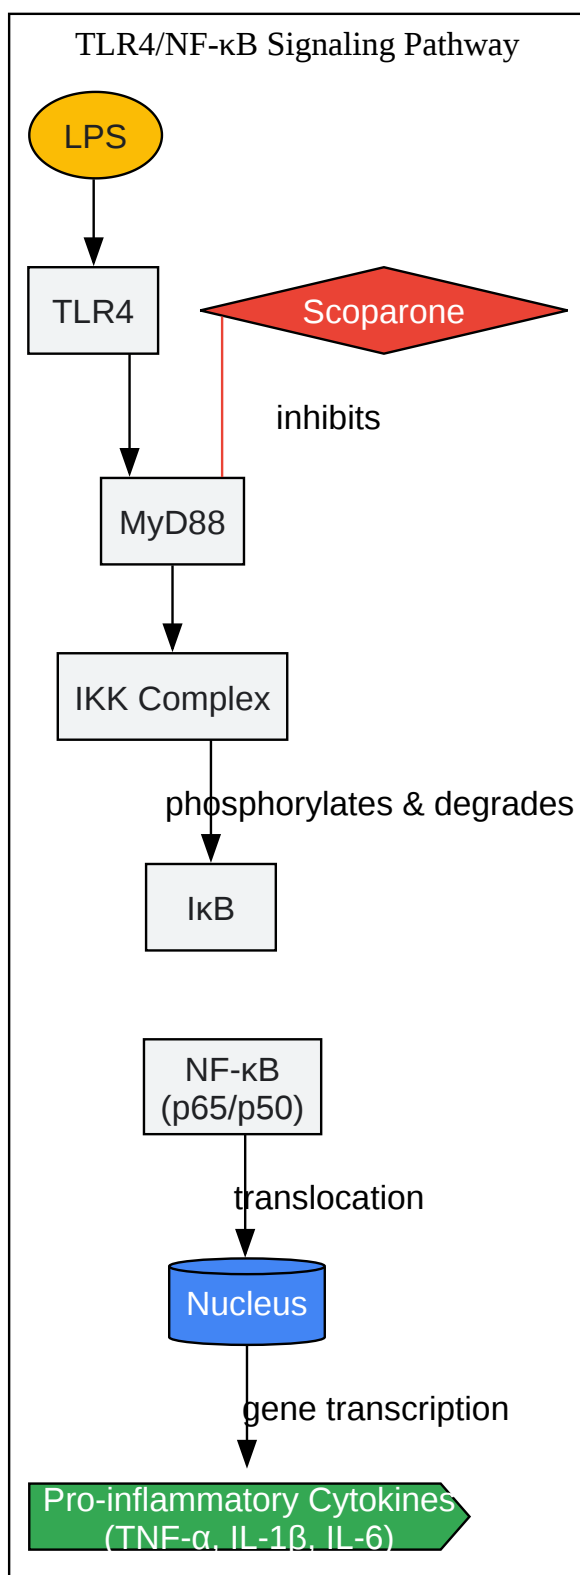 TLR4/NF-κB Signaling Pathway
LPS
TLR4
Scoparone
inhibits
MyD88
IKK Complex
phosphorylates & degrades
IκB
NF-κB
(p65/p50)
translocation
Nucleus
gene transcription
Pro-inflammatory Cytokines
(TNF-α, IL-1β, IL-6)